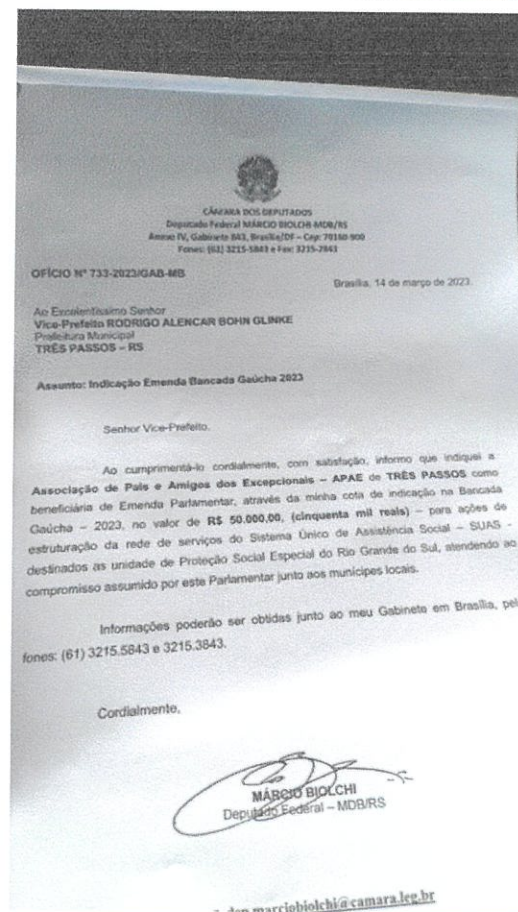 CÂMARA DOS DEPUTADOS
Deputado Federal MÁRCIO BIOLCHI-MDB/RS
Anexo IV, Gabinete 843, Brasília/DF – Cep: 70160-900
Fones: (61) 3215-5843 e Fax: 3215-2843
OFÍCIO Nº 733-2023/GAB-MB
Brasília, 14 de março de 2023.
Ao Excelentíssimo Senhor
Vice-Prefeito RODRIGO ALENCAR BOHN GLINKE
Prefeitura Municipal
TRÊS PASSOS – RS
Assunto: Indicação Emenda Bancada Gaúcha 2023
Senhor Vice-Prefeito,
Ao cumprimentá-lo cordialmente, com satisfação, informo que indiquei a
Associação de Pais e Amigos dos Excepcionais – APAE de TRÊS PASSOS como
beneficiária de Emenda Parlamentar, através da minha cota de indicação na Bancada
Gaúcha – 2023, no valor de R$ 50.000,00, (cinquenta mil reais) – para ações de
estruturação da rede de serviços do Sistema Único de Assistência Social – SUAS -
destinados as unidade de Proteção Social Especial do Rio Grande do Sul, atendendo ao
compromisso assumido por este Parlamentar junto aos munícipes locais.
Informações poderão ser obtidas junto ao meu Gabinete em Brasília, pel
fones: (61) 3215.5843 e 3215.3843.
Cordialmente,
MÁRCIO BIOLCHI
Deputado Federal – MDB/RS
dep.marciobiolchi@camara.leg.br